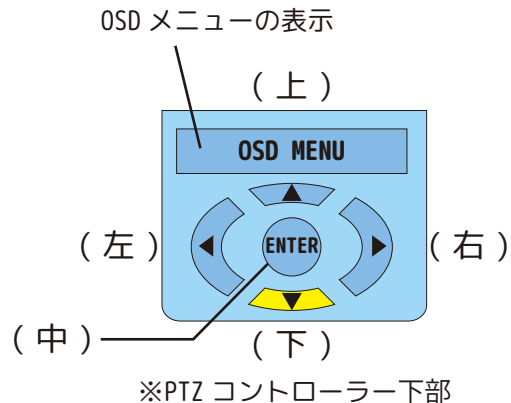 OSD メニューの表示
( 上 )
OSD MENU
( 左 )
ENTER
( 右 )
( 中 )
( 下 )
※PTZ コントローラー下部